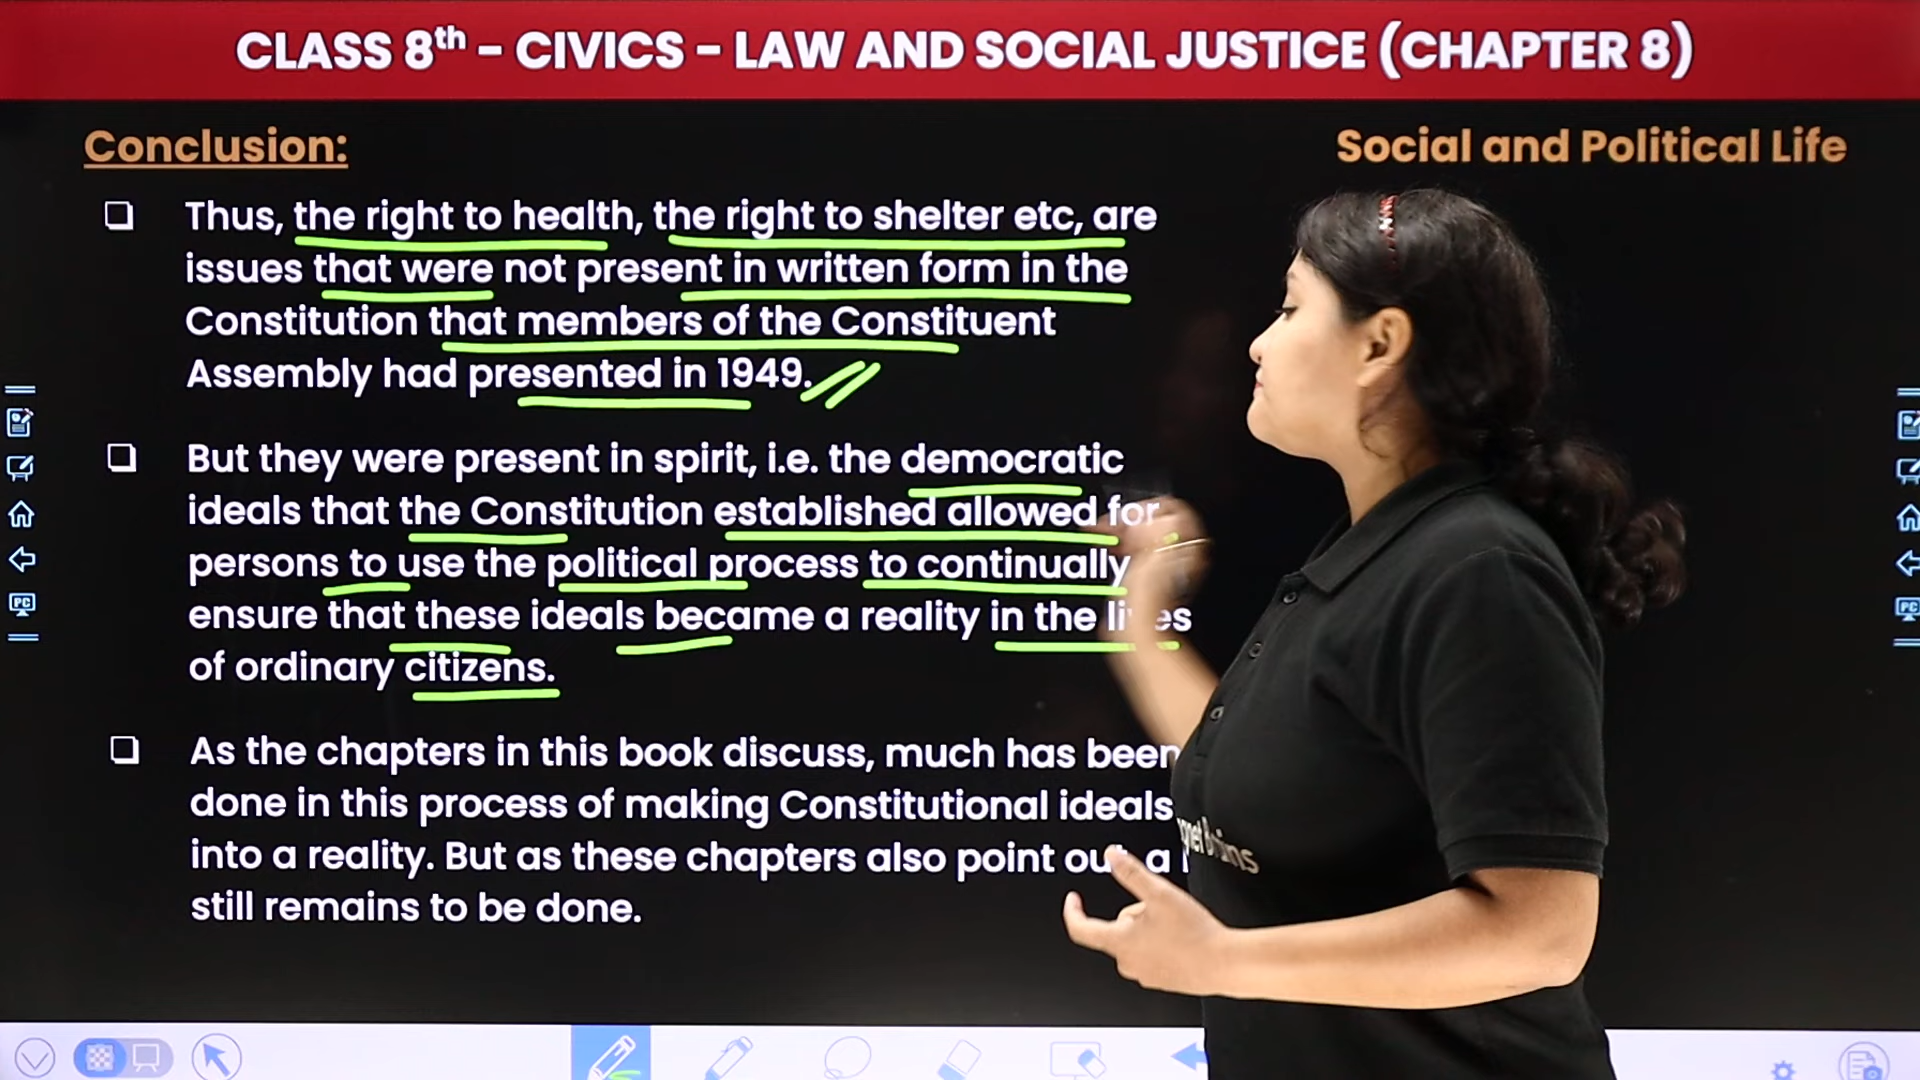 CLASS 8th - CIVICS - LAW AND SOCIAL JUSTICE (CHAPTER 8)
Conclusion:
Social and Political Life
Thus, the right to health, the right to shelter etc, are
issues that were not present in written form in the
Constitution that members of the Constituent
Assembly had presented in 1949.
But they were present in spirit, i.e. the democratic
ideals that the Constitution established allowed for
persons to use the political process to continually
ensure that these ideals became a reality in the lives
of ordinary citizens.
As the chapters in this book discuss, much has been
done in this process of making Constitutional ideals
into a reality. But as these chapters also point out, a
still remains to be done.
PC
PC